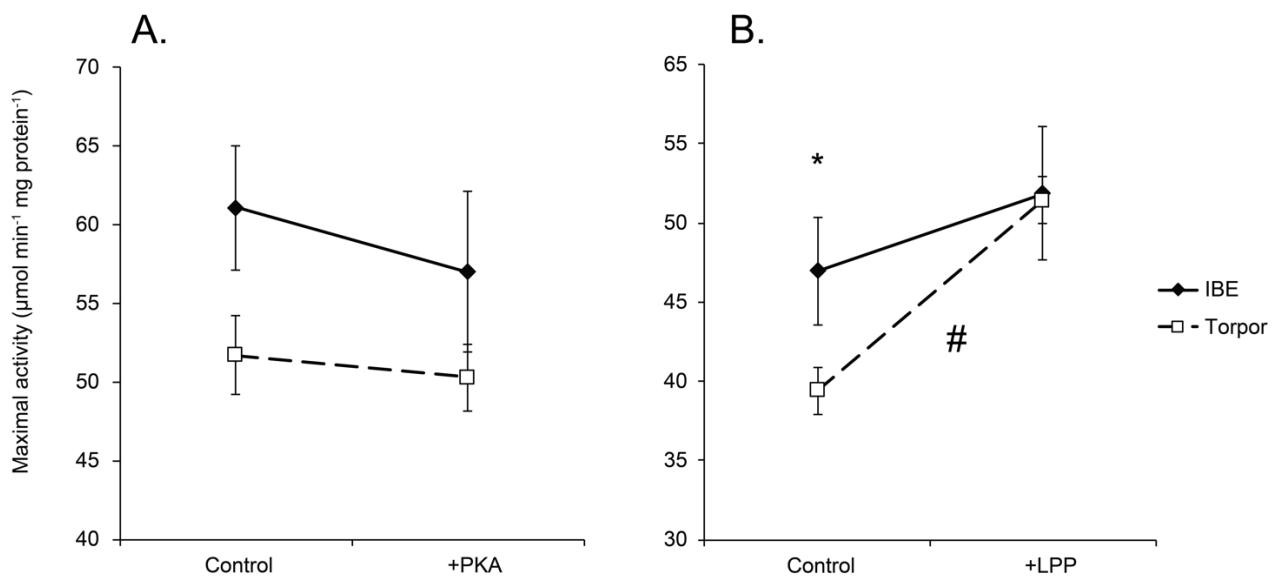 A.
B.
Maximal activity (µmol min⁻¹ mg protein⁻¹)
70
65
60
55
50
45
40
Control
+PKA
65
55
50
45
40
35
30
Control
+LPP
*
#
IBE
Torpor